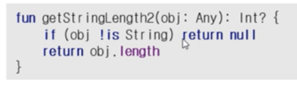 fun getStringLength2(obj: Any): Int? {
    if (obj !is String) return null
    return obj.length
}